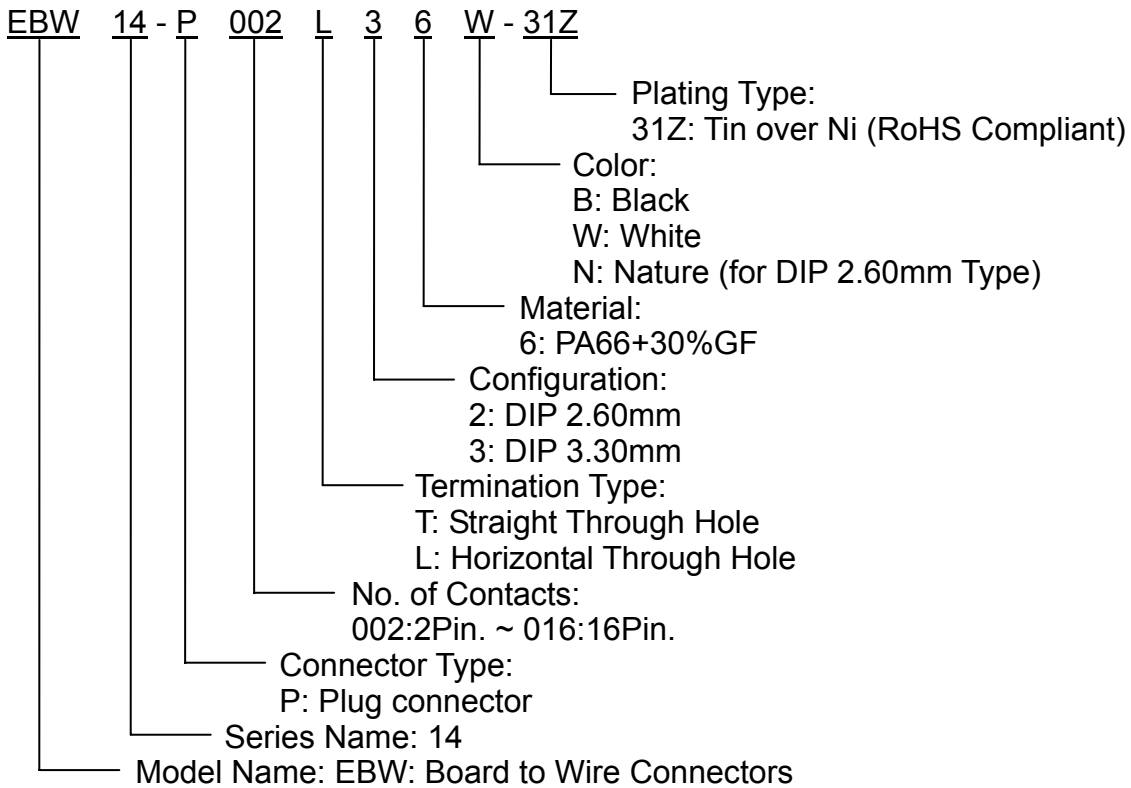 EBW 14 - P 002 L 3 6 W - 31Z
Plating Type:
31Z: Tin over Ni (RoHS Compliant)
Color:
B: Black
W: White
N: Nature (for DIP 2.60mm Type)
Material:
6: PA66+30%GF
Configuration:
2: DIP 2.60mm
3: DIP 3.30mm
Termination Type:
T: Straight Through Hole
L: Horizontal Through Hole
No. of Contacts:
002:2Pin. ~ 016:16Pin.
Connector Type:
P: Plug connector
Series Name: 14
Model Name: EBW: Board to Wire Connectors